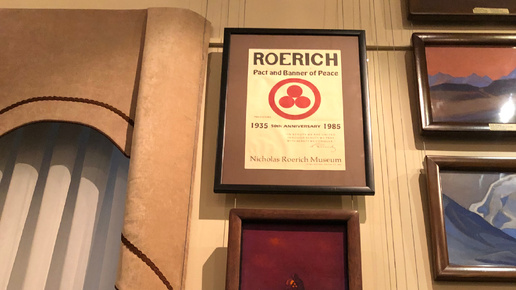 ROERICH
Pact and Banner of Peace
1935 50th ANNIVERSARY 1985
Nicholas Roerich Museum